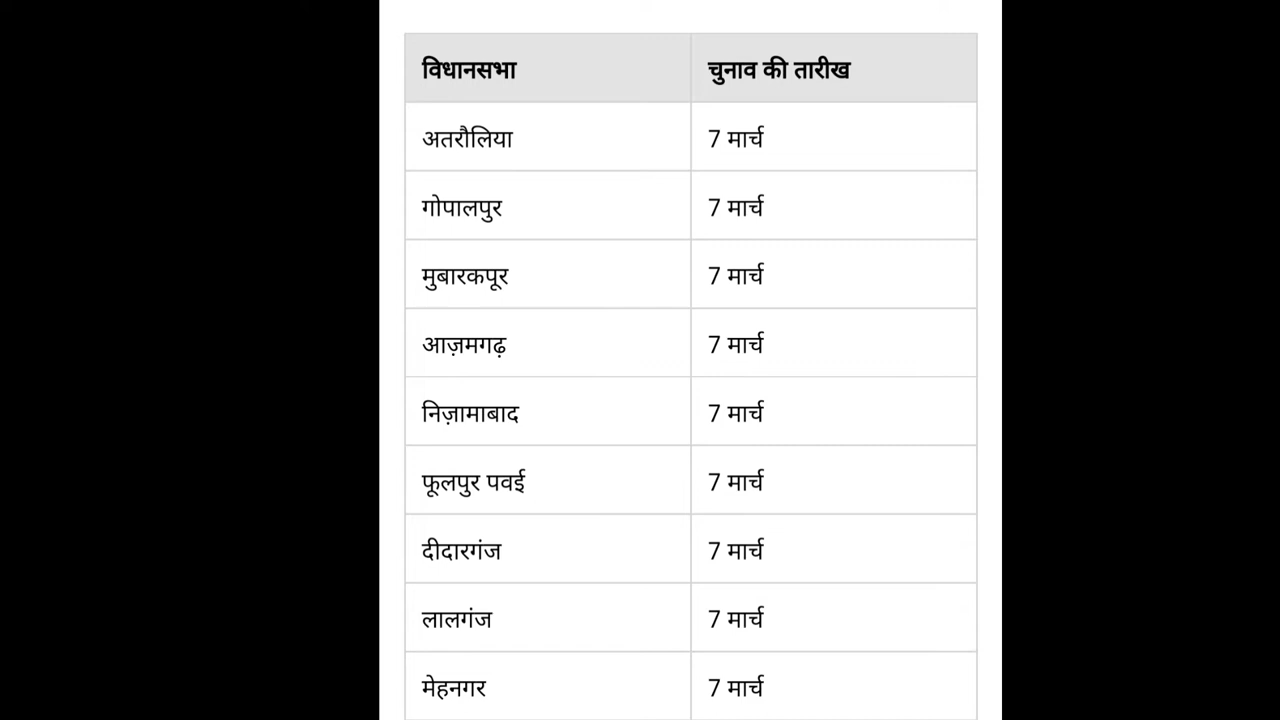 विधानसभा चुनाव की तारीख
अतरौलिया 7 मार्च
गोपालपुर 7 मार्च
मुबारकपूर 7 मार्च
आज़मगढ़ 7 मार्च
निज़ामाबाद 7 मार्च
फूलपुर पवई 7 मार्च
दीदारगंज 7 मार्च
लालगंज 7 मार्च
मेहनगर 7 मार्च